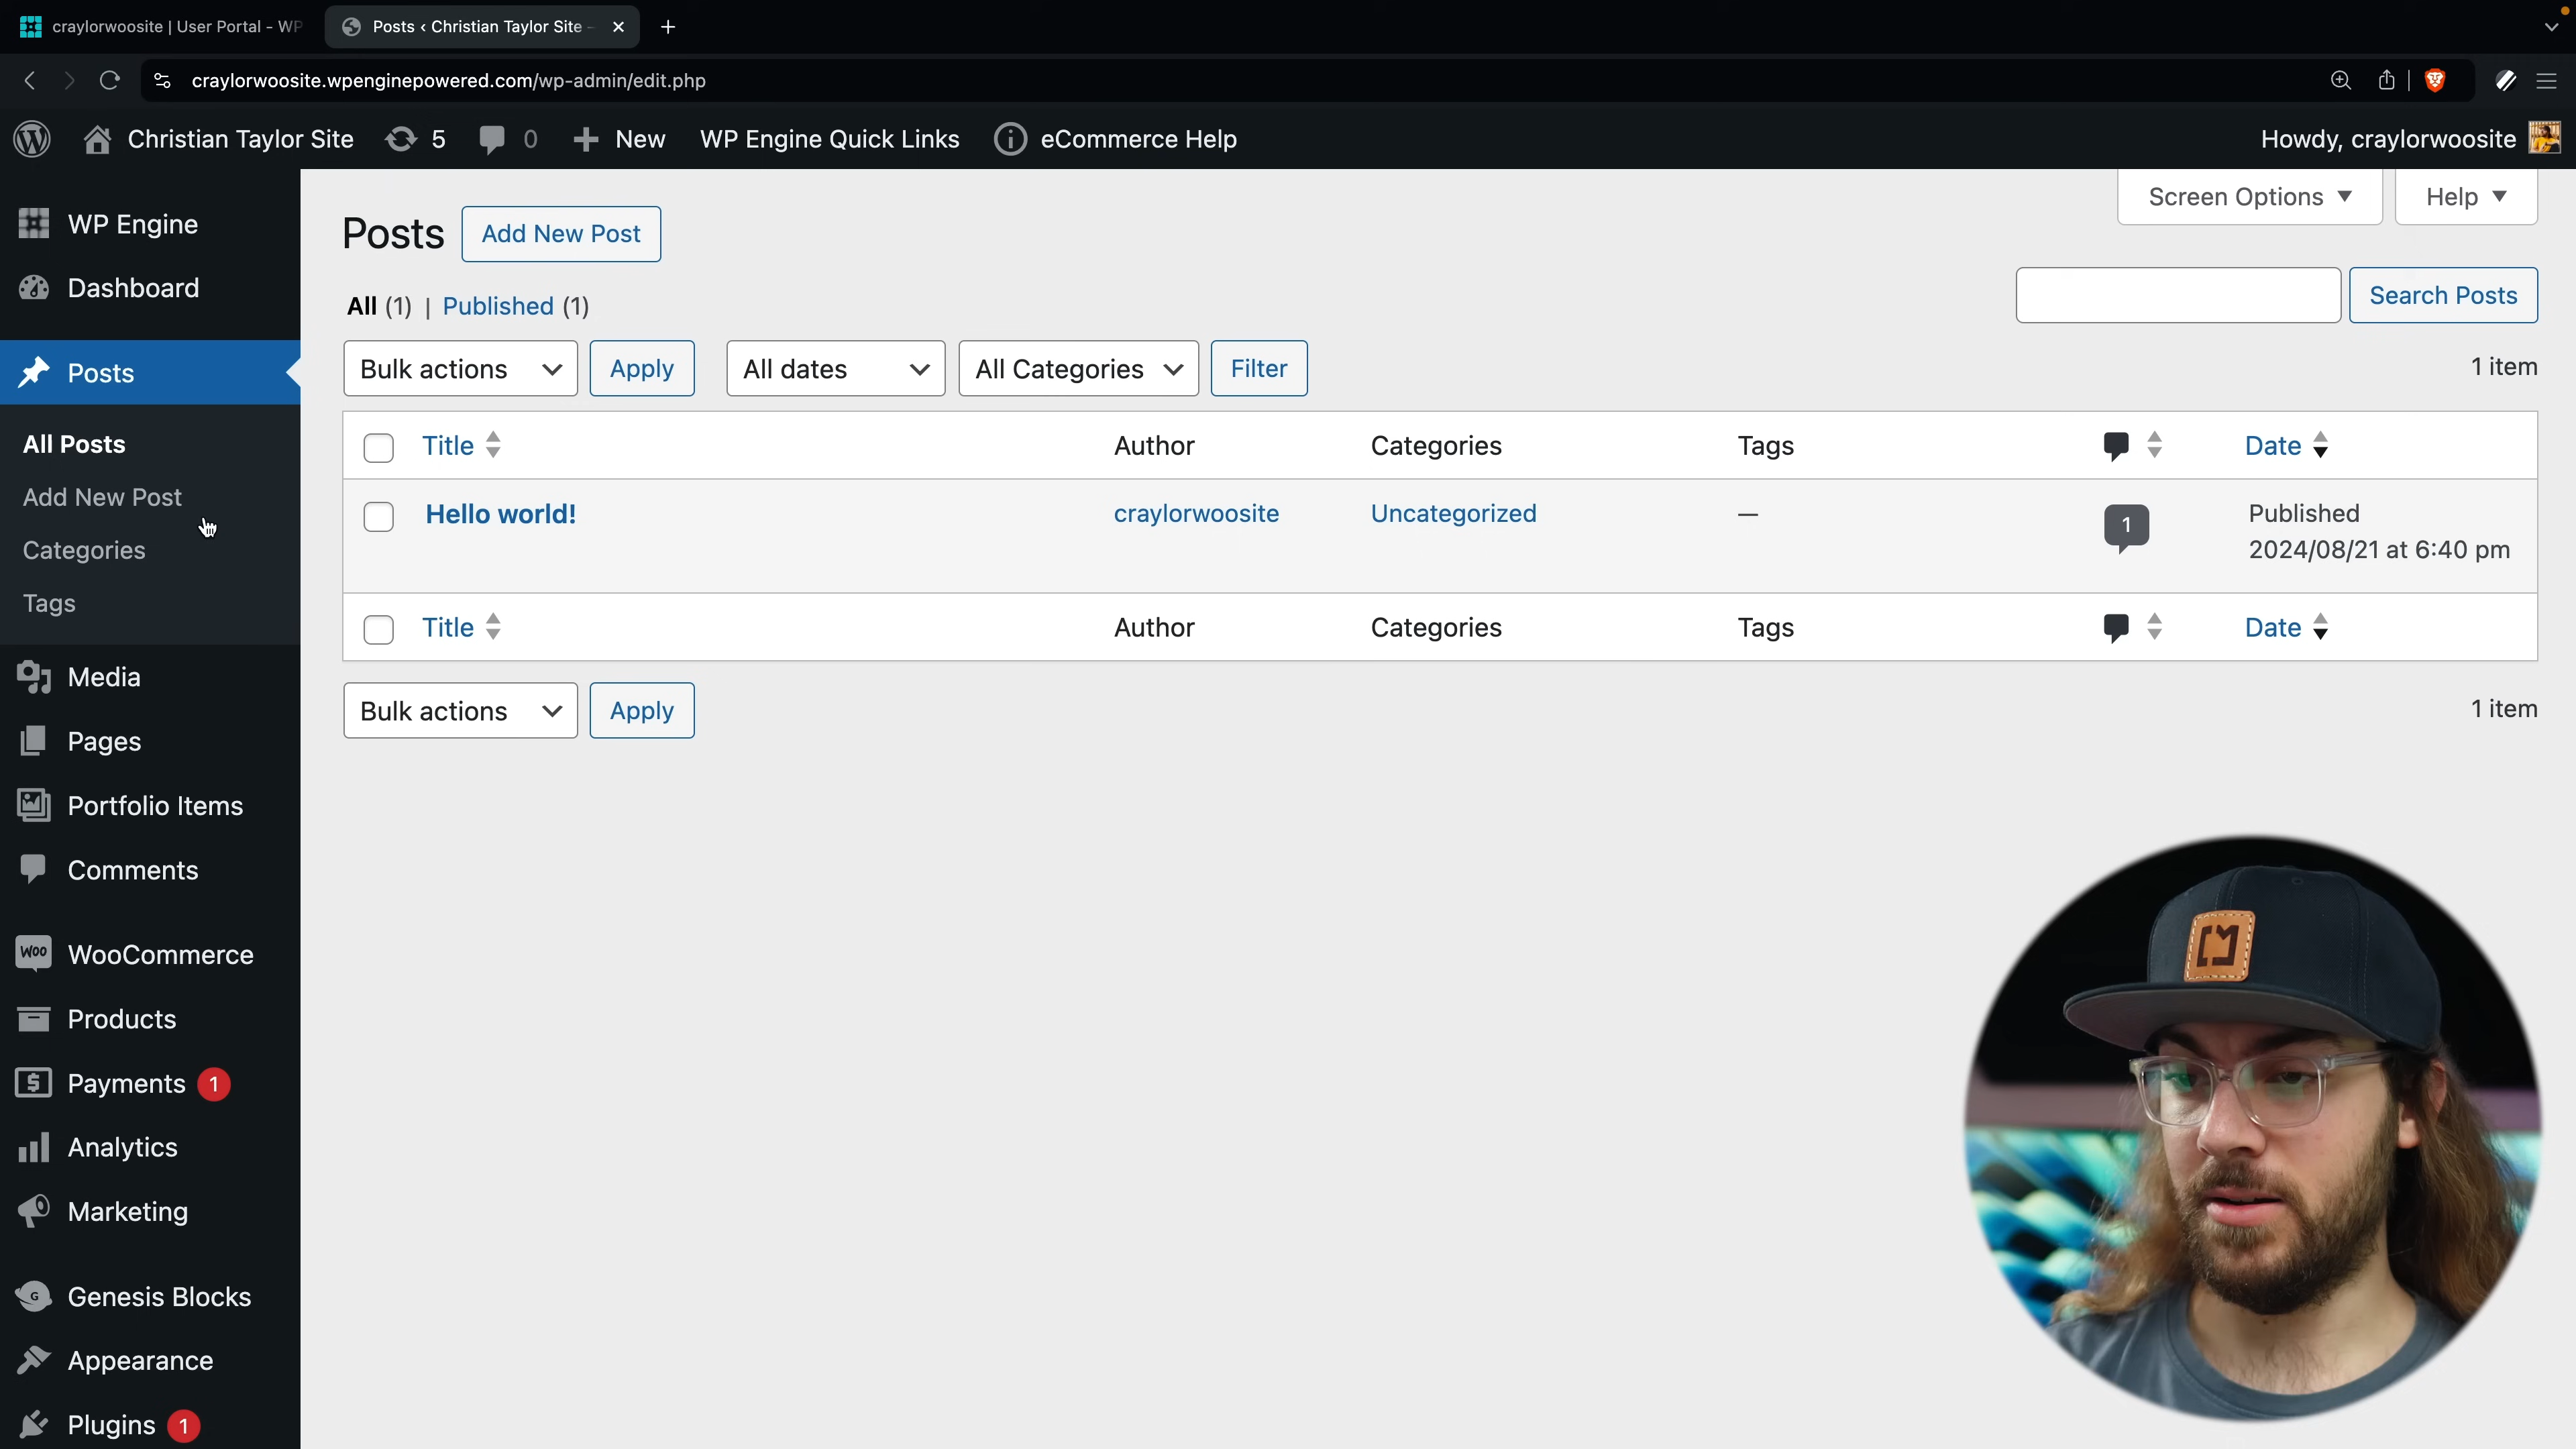 craylorwoosite | User Portal - WP
Posts ‹ Christian Taylor Site -
craylorwoosite.wpenginepowered.com/wp-admin/edit.php
Christian Taylor Site
5
0
New
WP Engine Quick Links
eCommerce Help
Howdy, craylorwoosite
WP Engine
Dashboard
Posts
All Posts
Add New Post
Categories
Tags
Media
Pages
Portfolio Items
Comments
WOO
WooCommerce
Products
Payments 1
Analytics
Marketing
G
Genesis Blocks
Appearance
Plugins 1
Screen Options
Help
Posts
Add New Post
All (1) | Published (1)
Search Posts
Bulk actions
Apply
All dates
All Categories
Filter
1 item
Title
Author
Categories
Tags
Date
Hello world!
craylorwoosite
Uncategorized
—
1
Published
2024/08/21 at 6:40 pm
Title
Author
Categories
Tags
Date
Bulk actions
Apply
1 item